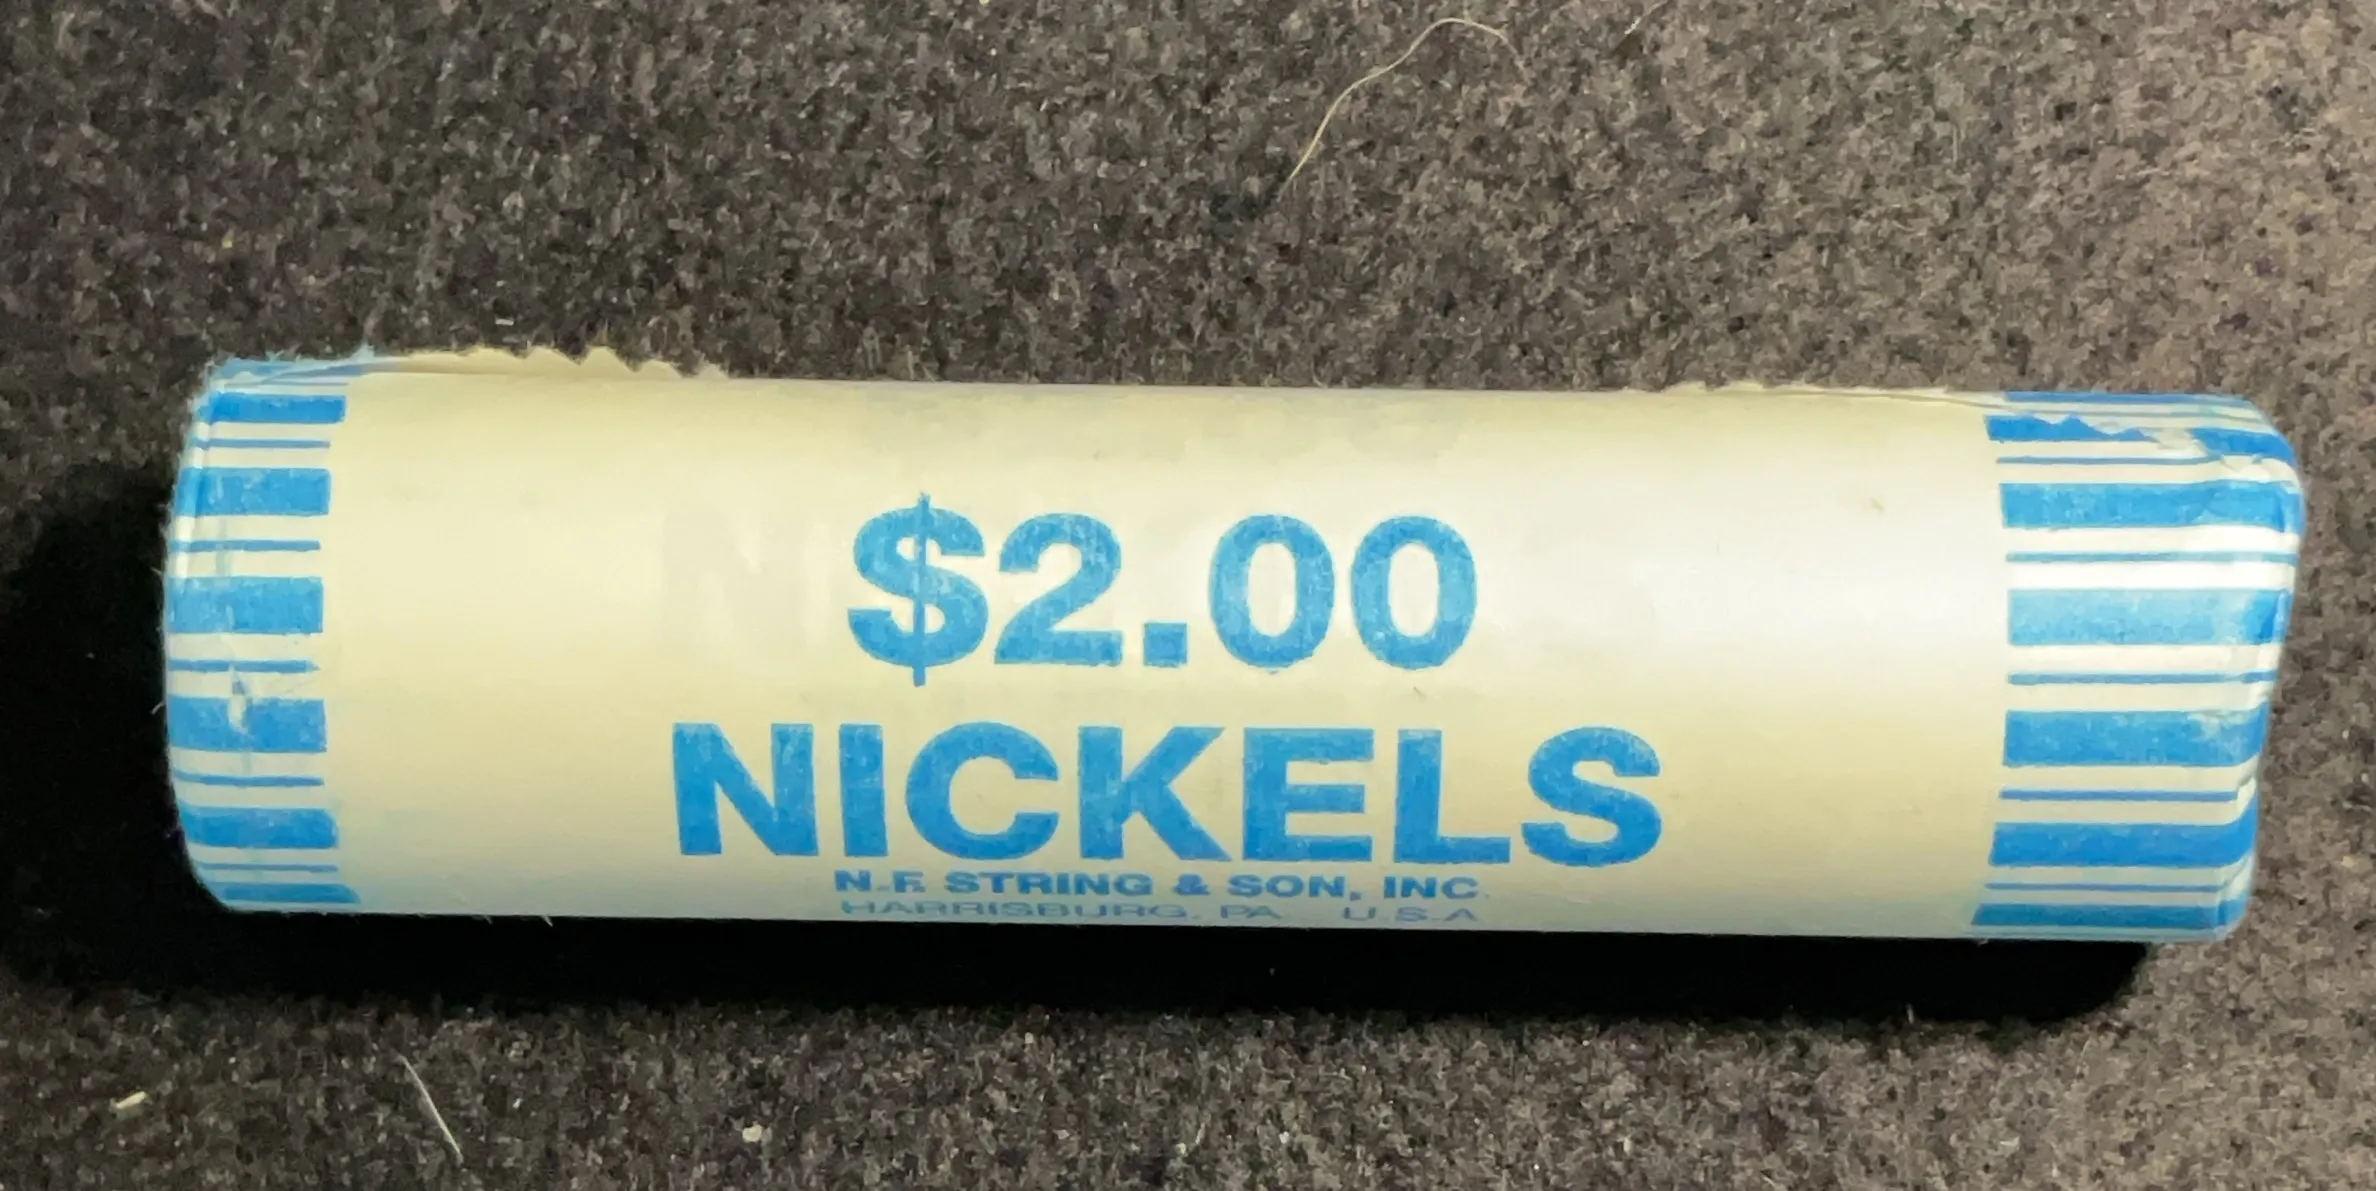 $2.00
NICKELS
N.F. STRING & SON, INC.
HARRISBURG, PA U.S.A